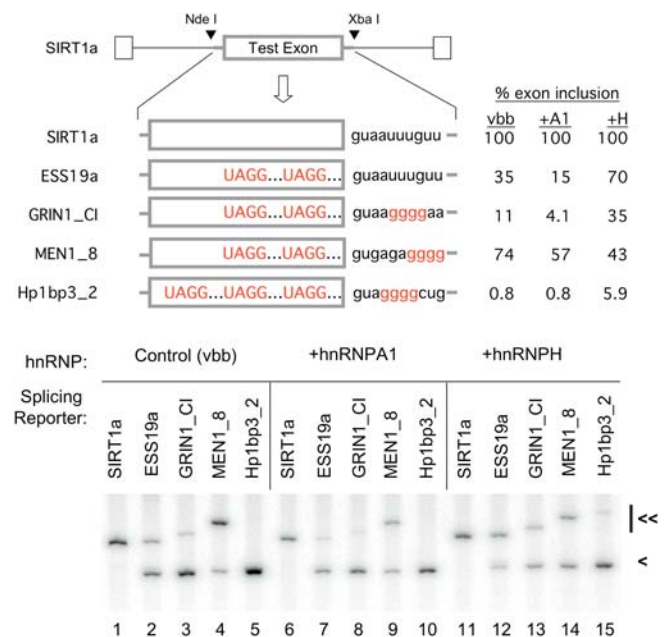 Nde I Xba I
SIRT1a Test Exon
% exon inclusion
vbb +A1 +H
SIRT1a guaauuuguu 100 100 100
ESS19a UAGG...UAGG... guaauuuguu 35 15 70
GRIN1_CI UAGG...UAGG... guaaggggaa 11 4.1 35
MEN1_8 UAGG...UAGG... gugagagggg 74 57 43
Hp1bp3_2 UAGG...UAGG...UAGG... guaggggcug 0.8 0.8 5.9
hnRNP: Control (vbb) +hnRNPA1 +hnRNPH
Splicing
Reporter:
SIRT1a ESS19a GRIN1_CI MEN1_8 Hp1bp3_2 SIRT1a ESS19a GRIN1_CI MEN1_8 Hp1bp3_2 SIRT1a ESS19a GRIN1_CI MEN1_8 Hp1bp3_2
<<
<
1 2 3 4 5 6 7 8 9 10 11 12 13 14 15